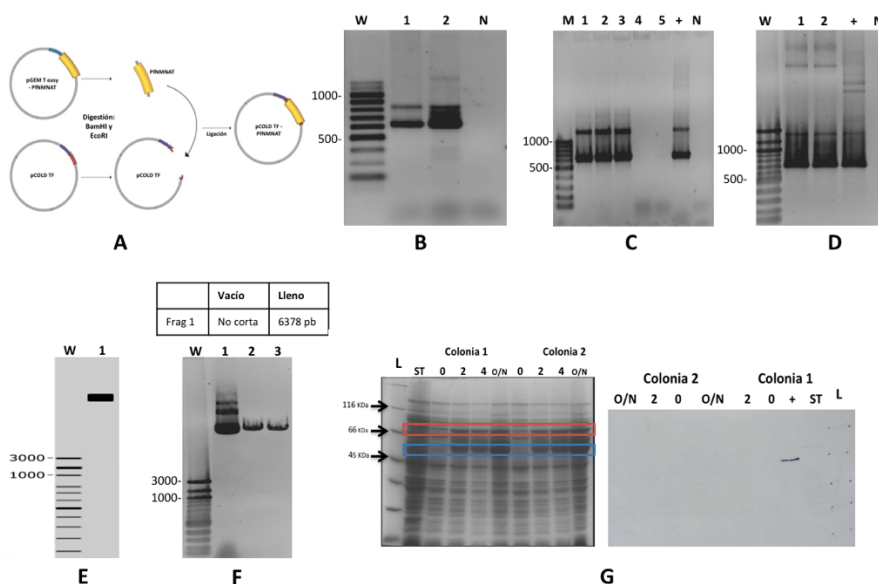 pGEM T easy
- PfNMNAT
PfNMNAT
Digestión:
BamHI y
EcoRI
Ligación
pCOLD TF -
PfNMNAT
pCOLD TF
pCOLD TF
A
W 1 2 N
1000-
500-
B
M 1 2 3 4 5 + N
1000-
500-
C
W 1 2 + N
1000-
500-
D
W 1
3000
1000
E
Vacío Lleno
Frag 1 No corta 6378 pb
W 1 2 3
3000
1000
F
Colonia 1 Colonia 2
L ST 0 2 4 O/N 0 2 4 O/N
116 KDa
66 KDa
45 KDa
Colonia 2 Colonia 1
O/N 2 0 O/N 2 0 + ST L
G